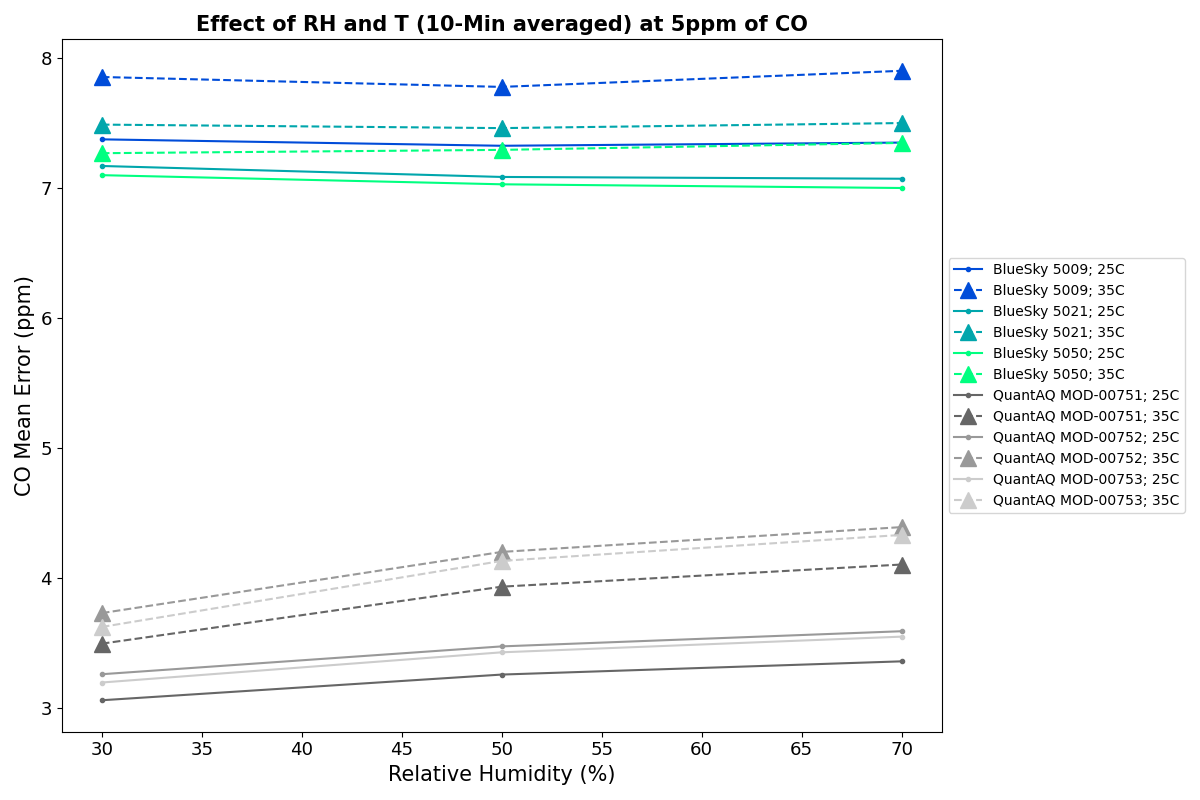 Effect of RH and T (10-Min averaged) at 5ppm of CO
8
7
6
5
4
3
CO Mean Error (ppm)
30 35 40 45 50 55 60 65 70
Relative Humidity (%)
BlueSky 5009; 25C
BlueSky 5009; 35C
BlueSky 5021; 25C
BlueSky 5021; 35C
BlueSky 5050; 25C
BlueSky 5050; 35C
QuantAQ MOD-00751; 25C
QuantAQ MOD-00751; 35C
QuantAQ MOD-00752; 25C
QuantAQ MOD-00752; 35C
QuantAQ MOD-00753; 25C
QuantAQ MOD-00753; 35C